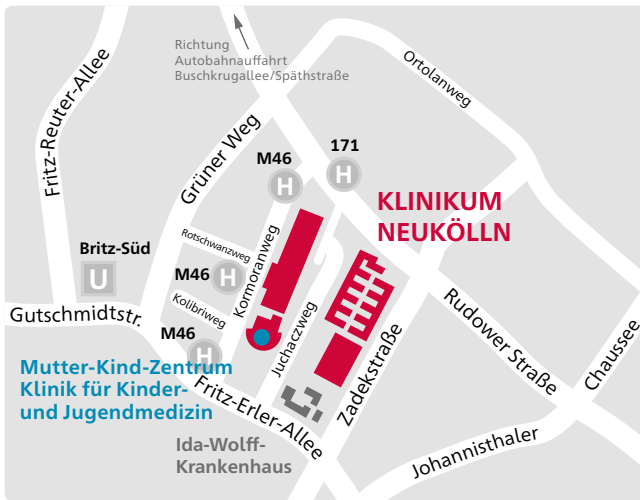 Richtung
Autobahnauffahrt
Buschkrugallee/Späthstraße
Ortolanweg
Fritz-Reuter-Allee
Grüner Weg
171
M46
H
H
KLINIKUM
NEUKÖLLN
Rotschwanzweg
Britz-Süd
U
M46
H
Kormoranweg
Kolibriweg
Gutschmidtstr.
M46
H
Juchaczweg
Zadekstraße
Rudower Straße
Chaussee
Mutter-Kind-Zentrum
Klinik für Kinder-
und Jugendmedizin
Fritz-Erler-Allee
Ida-Wolff-
Krankenhaus
Johannisthaler